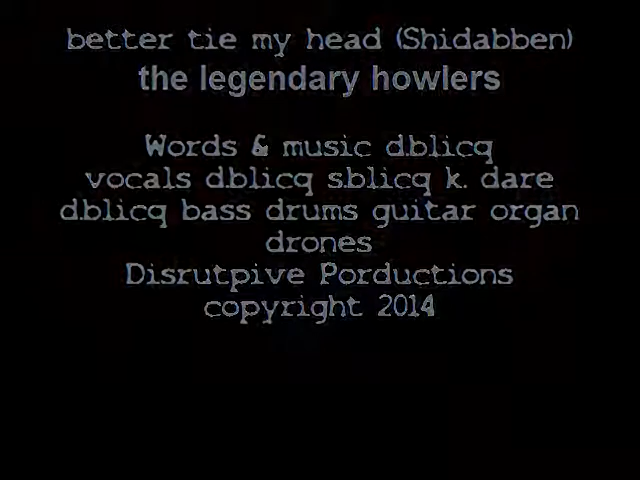 better tie my head (Shidabben)
the legendary howlers
Words & music d.blicq
vocals d.blicq s.blicq k. dare
d.blicq bass drums guitar organ
drones
Disrutpive Porductions
copyright 2014